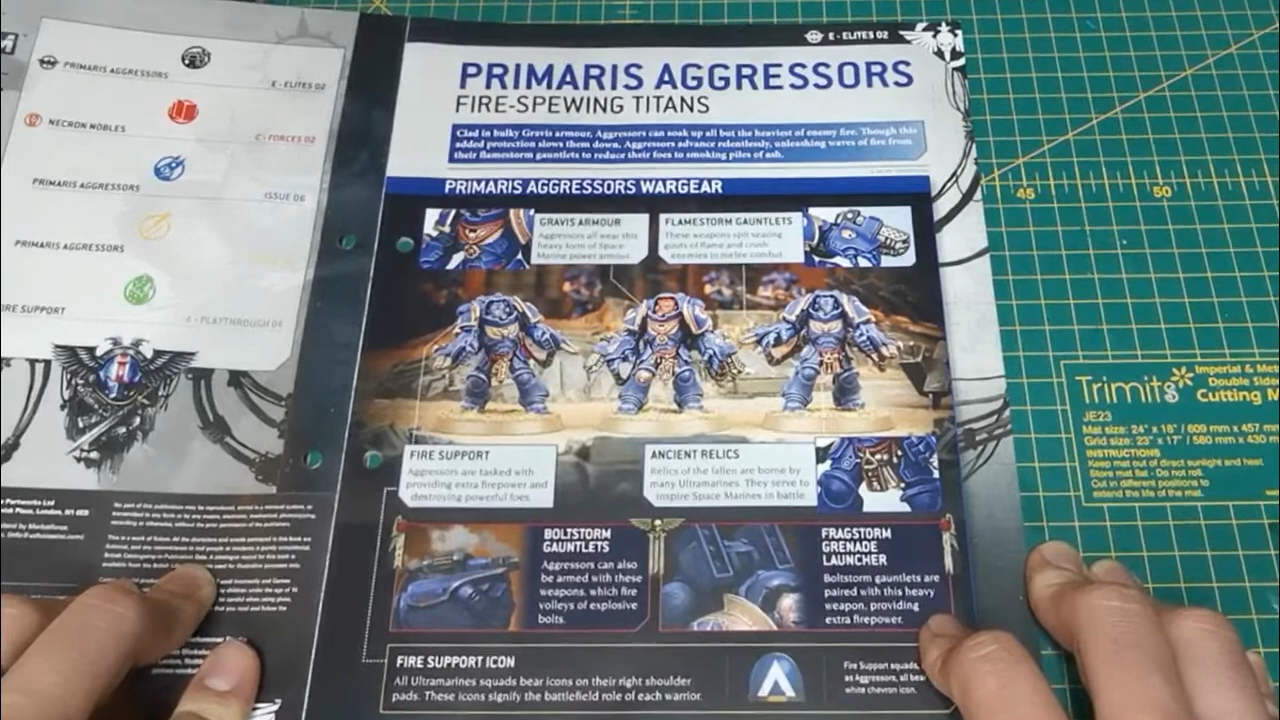 M
PRIMARIS AGGRESSORS
E - ELITES 02
NECRON NOBLES
C - FORCES 02
PRIMARIS AGGRESSORS
ISSUE 06
PRIMARIS AGGRESSORS
FIRE SUPPORT
A - PLAYTHROUGH 06
Partworks Ltd
Place, London, N1 9EB
E - ELITES 02
PRIMARIS AGGRESSORS
FIRE-SPEWING TITANS
Clad in bulky Gravis armour, Aggressors can soak up all but the heaviest of enemy fire. Though this
added protection slows them down, Aggressors advance relentlessly, unleashing waves of fire from
their flamestorm gauntlets to reduce their foes to smoking piles of ash.
PRIMARIS AGGRESSORS WARGEAR
GRAVIS ARMOUR
Aggressors all wear this
heavy form of Space
Marine power armour.
FLAMESTORM GAUNTLETS
These weapons spit searing
gouts of flame and crush
enemies in melee combat.
FIRE SUPPORT
Aggressors are tasked with
providing extra firepower and
destroying powerful foes.
ANCIENT RELICS
Relics of the fallen are borne by
many Ultramarines. They serve to
inspire Space Marines in battle.
BOLTSTORM
GAUNTLETS
Aggressors can also
be armed with these
weapons, which fire
volleys of explosive
bolts.
FRAGSTORM
GRENADE
LAUNCHER
Boltstorm gauntlets are
paired with this heavy
weapon, providing
extra firepower.
FIRE SUPPORT ICON
All Ultramarines squads bear icons on their right shoulder
pads. These icons signify the battlefield role of each warrior.
Fire Support squads,
as Aggressors, all bea
white chevron icon.
45
50
Trimits
Imperial & Me
Double Side
Cutting M
JE23
Mat size: 24" x 18" / 609 mm x 457 mm
Grid size: 23" x 17" / 580 mm x 430 m
INSTRUCTIONS
Keep mat out of direct sunlight and heat.
Store mat flat - Do not roll.
Cut in different positions to
extend the life of the mat.